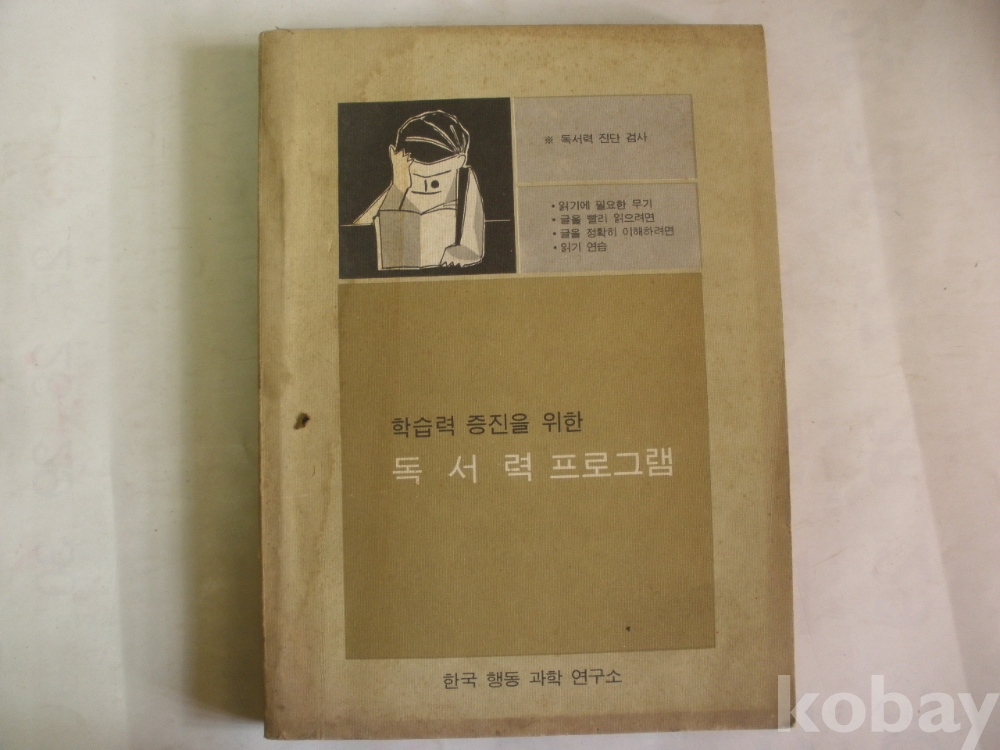 ※ 독서력 진단 검사
• 읽기에 필요한 무기
• 글을 빨리 읽으려면
• 글을 정확히 이해하려면
• 읽기 연습
학습력 증진을 위한
독 서 력 프로그램
한국 행동 과학 연구소
kobay